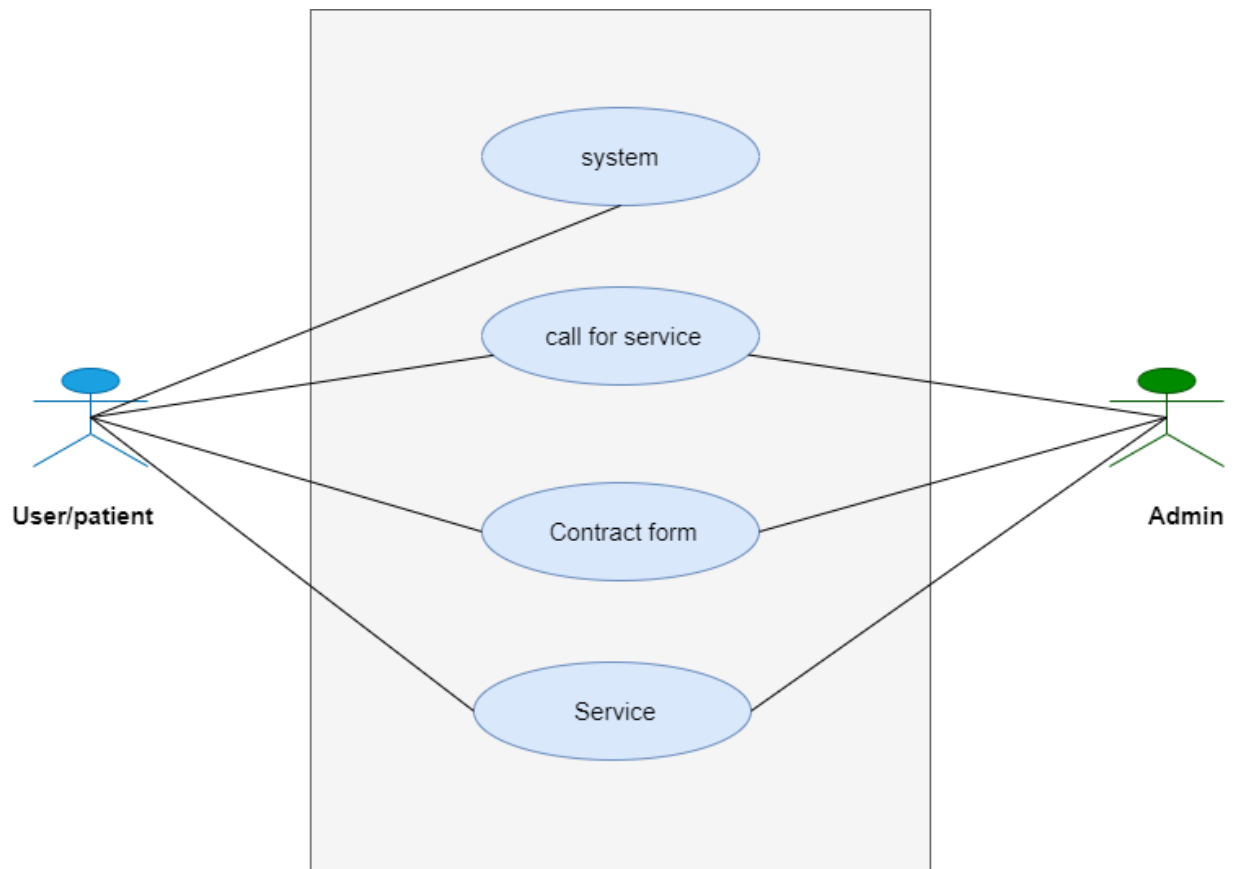 system
call for service
User/patient
Admin
Contract form
Service